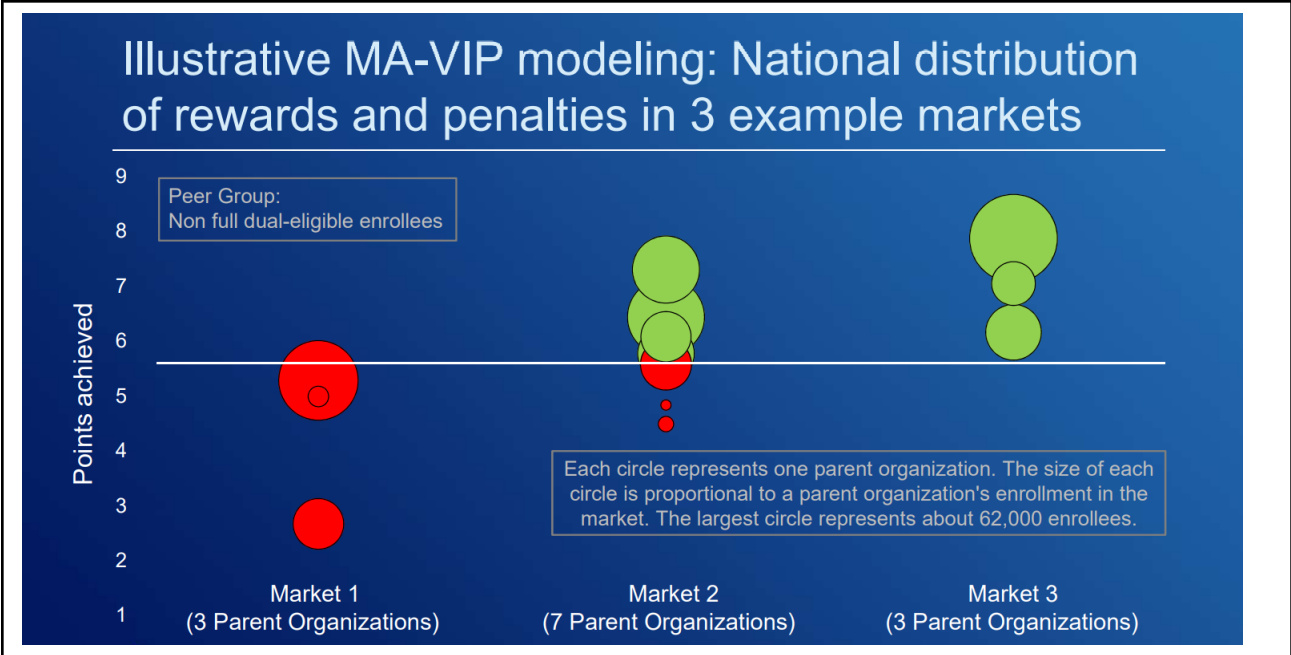 Illustrative MA-VIP modeling: National distribution
of rewards and penalties in 3 example markets
9
8
7
6
5
4
3
2
1
Points achieved
Peer Group:
Non full dual-eligible enrollees
Each circle represents one parent organization. The size of each
circle is proportional to a parent organization's enrollment in the
market. The largest circle represents about 62,000 enrollees.
Market 1
(3 Parent Organizations)
Market 2
(7 Parent Organizations)
Market 3
(3 Parent Organizations)